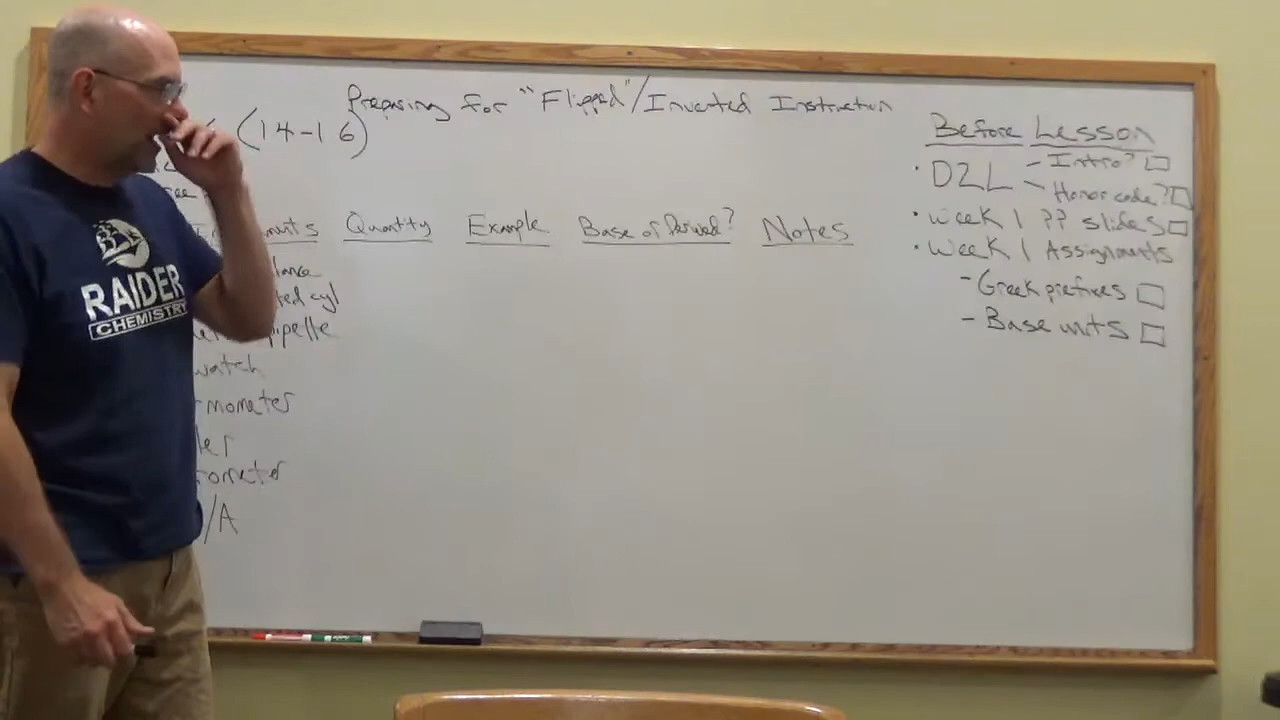 Preparing for "Flipped"/Inverted Instruction
(14-16)
Quantity Example Base or Derived? Notes
Before Lesson
· D2L - Intro?
- Honor code?
· Week 1 PP slides
· Week 1 Assignments
- Greek prefixes
- Base units
pipette
watch
/A
RAIDER
CHEMISTRY